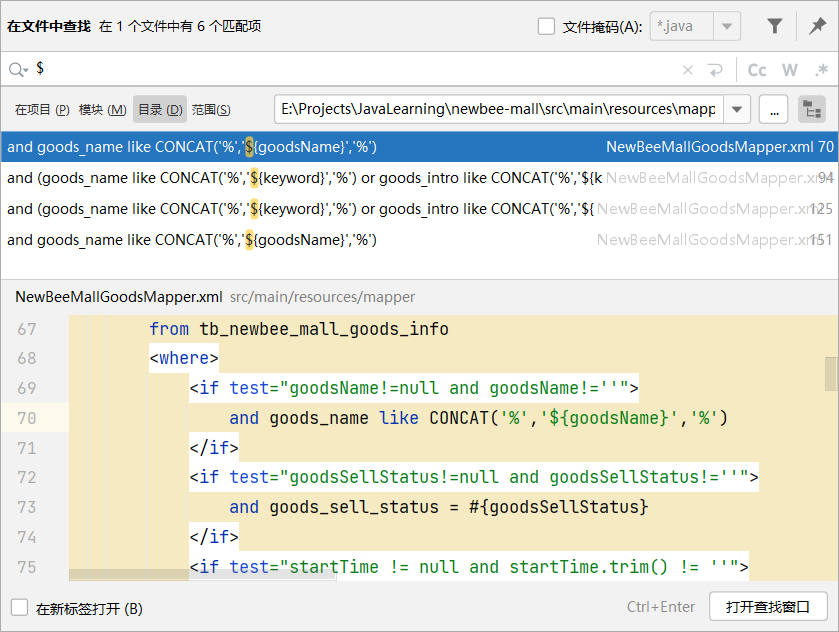 在文件中查找 在 1 个文件中有 6 个匹配项 文件掩码(A): *.java
$ Cc W .*
在项目 (P) 模块 (M) 目录 (D) 范围(S) E:\Projects\JavaLearning\newbee-mall\src\main\resources\mapp ...
and goods_name like CONCAT('%','${goodsName}','%') NewBeeMallGoodsMapper.xml 70
and (goods_name like CONCAT('%','${keyword}','%') or goods_intro like CONCAT('%','${k NewBeeMallGoodsMapper.xml 94
and (goods_name like CONCAT('%','${keyword}','%') or goods_intro like CONCAT('%','${ NewBeeMallGoodsMapper.xml 125
and goods_name like CONCAT('%','${goodsName}','%') NewBeeMallGoodsMapper.xml 151
NewBeeMallGoodsMapper.xml src/main/resources/mapper
67 from tb_newbee_mall_goods_info
68 <where>
69 <if test="goodsName!=null and goodsName!=''">
70 and goods_name like CONCAT('%','${goodsName}','%')
71 </if>
72 <if test="goodsSellStatus!=null and goodsSellStatus!=''">
73 and goods_sell_status = #{goodsSellStatus}
74 </if>
75 <if test="startTime != null and startTime.trim() != ''">
在新标签打开 (B) Ctrl+Enter 打开查找窗口